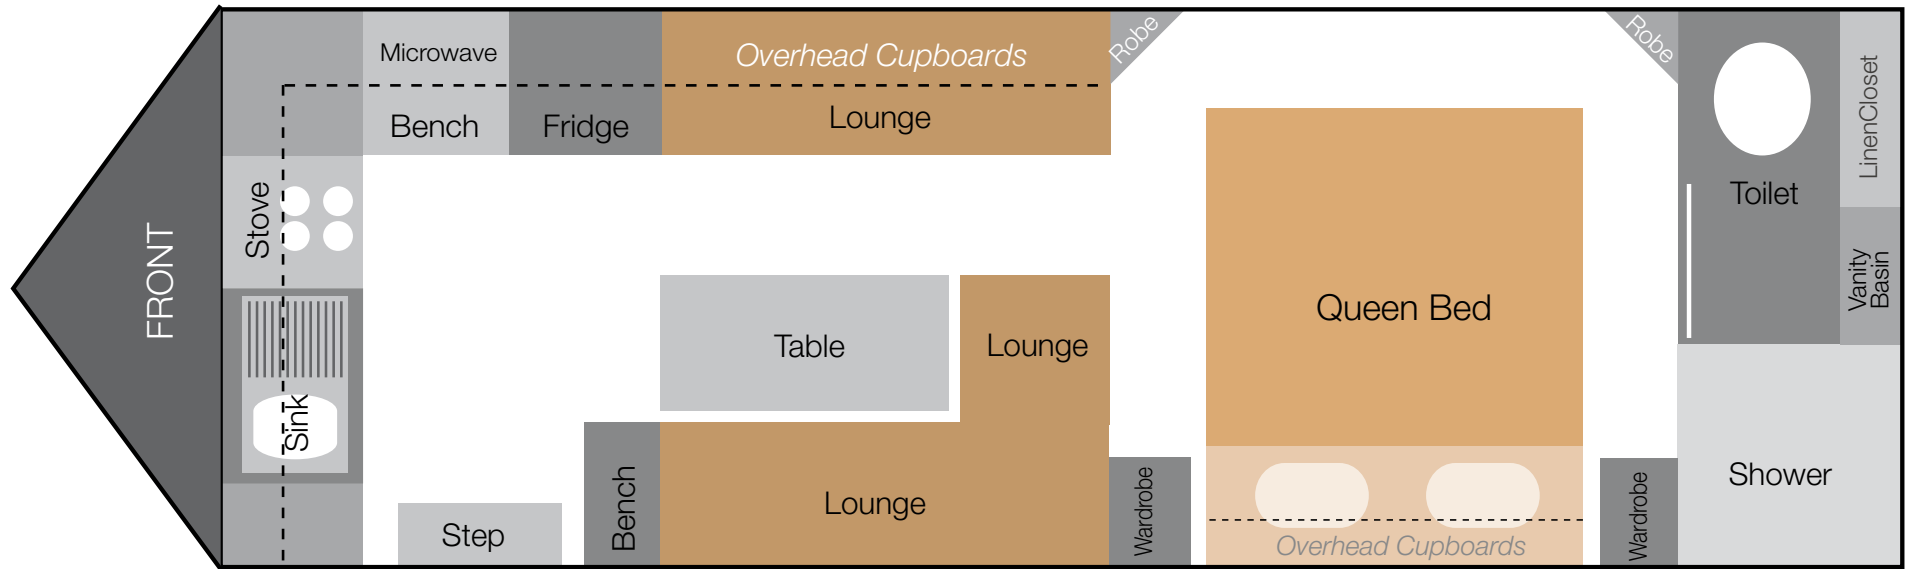 FRONT
Microwave
Bench
Fridge
Overhead Cupboards
Lounge
Robe
Robe
Stove
Sink
Table
Lounge
Queen Bed
Toilet
LinenCloset
Vanity
Basin
Step
Bench
Lounge
Wardrobe
Overhead Cupboards
Wardrobe
Shower